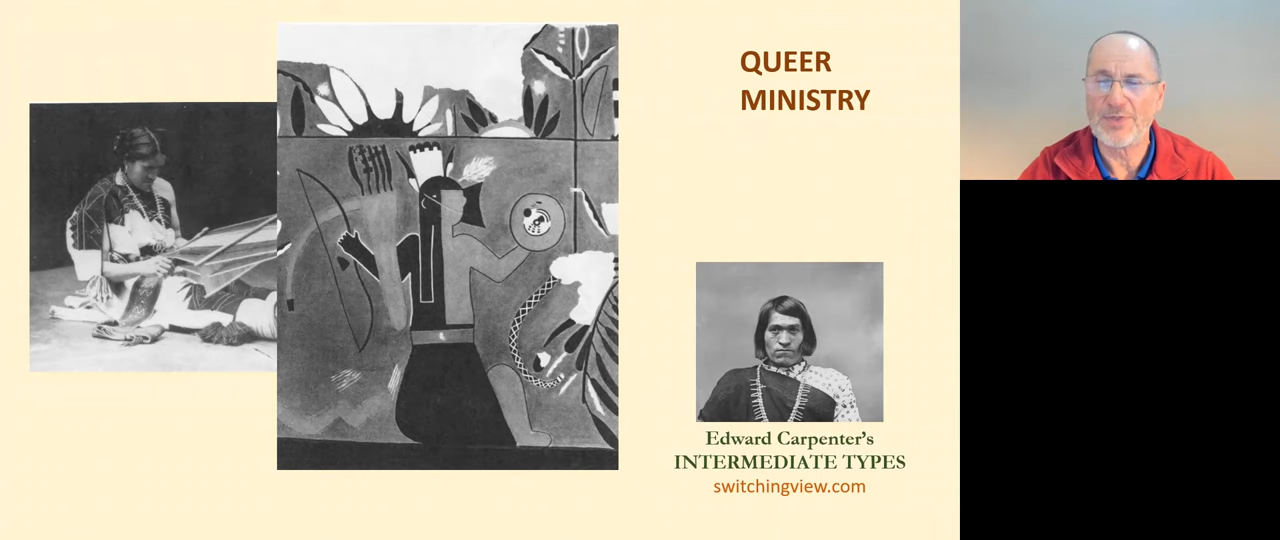 QUEER
MINISTRY
Edward Carpenter’s
INTERMEDIATE TYPES
switchingview.com